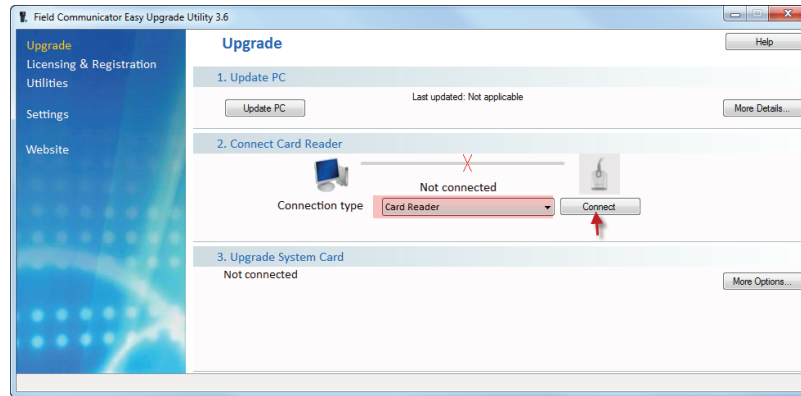 Field Communicator Easy Upgrade Utility 3.6
Upgrade
Licensing & Registration
Utilities
Settings
Website
Upgrade
Help
1. Update PC
Last updated: Not applicable
Update PC
More Details...
2. Connect Card Reader
Not connected
Connection type
Card Reader
Connect
3. Upgrade System Card
Not connected
More Options...